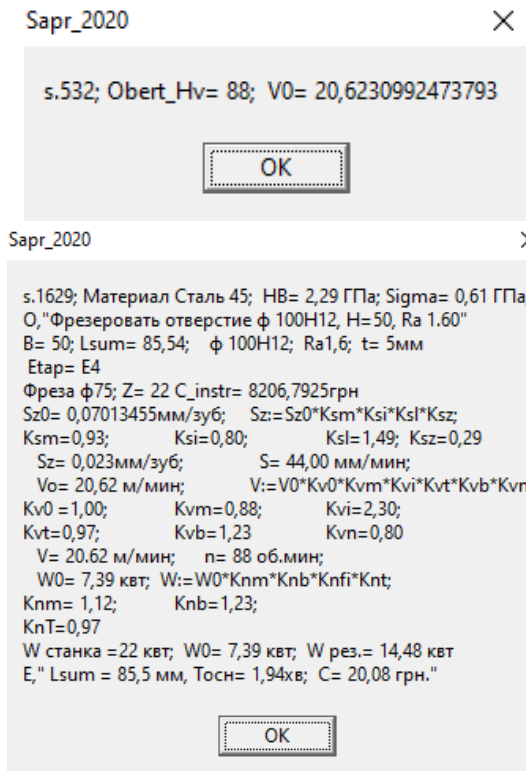 Sapr_2020
s.532; Obert_Hv= 88; V0= 20,6230992473793
OK
Sapr_2020
s.1629; Материал Сталь 45; HB= 2,29 ГПа; Sigma= 0,61 ГПа
O,"Фрезеровать отверстие ф 100H12, H=50, Ra 1.60"
B= 50; Lsum= 85,54; ф 100H12; Ra1,6; t= 5мм
Etap= E4
Фреза ф75; Z= 22 C_instr= 8206,7925грн
Sz0= 0,07013455мм/зуб; Sz:=Sz0*Ksm*Ksi*Ksl*Ksz;
Ksm=0,93; Ksi=0,80; Ksl=1,49; Ksz=0,29
Sz= 0,023мм/зуб; S= 44,00 мм/мин;
Vo= 20,62 м/мин; V:=V0*Kv0*Kvm*Kvi*Kvt*Kvb*Kvn
Kv0 =1,00; Kvm=0,88; Kvi=2,30;
Kvt=0,97; Kvb=1,23 Kvn=0,80
V= 20.62 м/мин; n= 88 об.мин;
W0= 7,39 квт; W:=W0*Knm*Knb*Knfi*Knt;
Knm= 1,12; Knb=1,23;
KnT=0,97
W станка =22 квт; W0= 7,39 квт; W рез.= 14,48 квт
E," Lsum = 85,5 мм, Tосн= 1,94хв; C= 20,08 грн."
OK